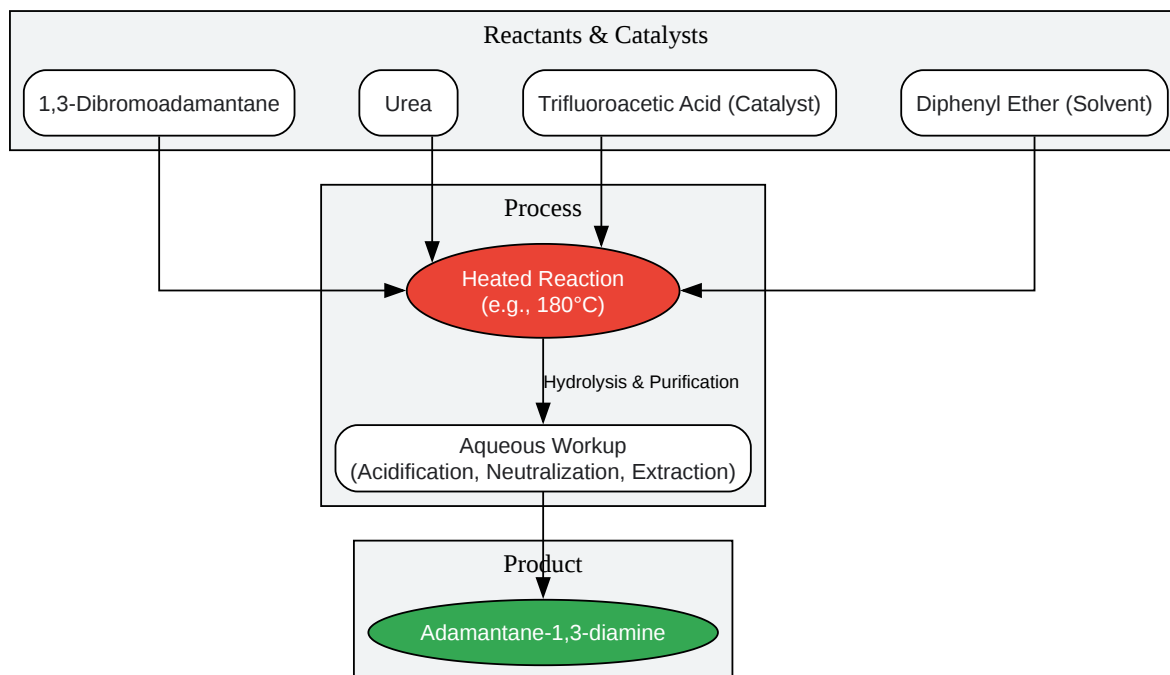 Reactants & Catalysts
1,3-Dibromoadamantane
Urea
Trifluoroacetic Acid (Catalyst)
Diphenyl Ether (Solvent)
Process
Heated Reaction
(e.g., 180°C)
Hydrolysis & Purification
Aqueous Workup
(Acidification, Neutralization, Extraction)
Product
Adamantane-1,3-diamine